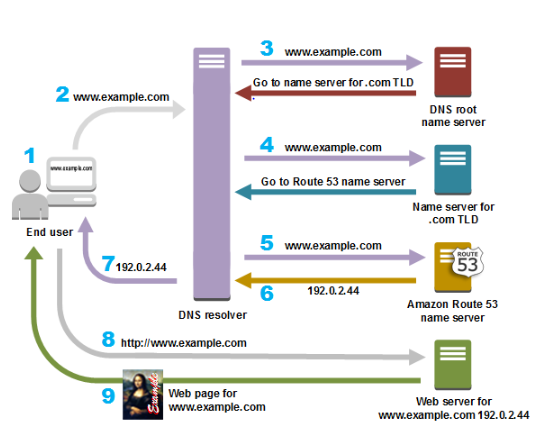 3 www.example.com
Go to name server for .com TLD
.
DNS root
name server
2 www.example.com
1
www.example.com
End user
4 www.example.com
Go to Route 53 name server
Name server for
.com TLD
5 www.example.com
ROUTE
53
7 192.0.2.44
6 192.0.2.44
Amazon Route 53
name server
DNS resolver
8 http://www.example.com
9 Example
Web page for
www.example.com
Web server for
www.example.com 192.0.2.44